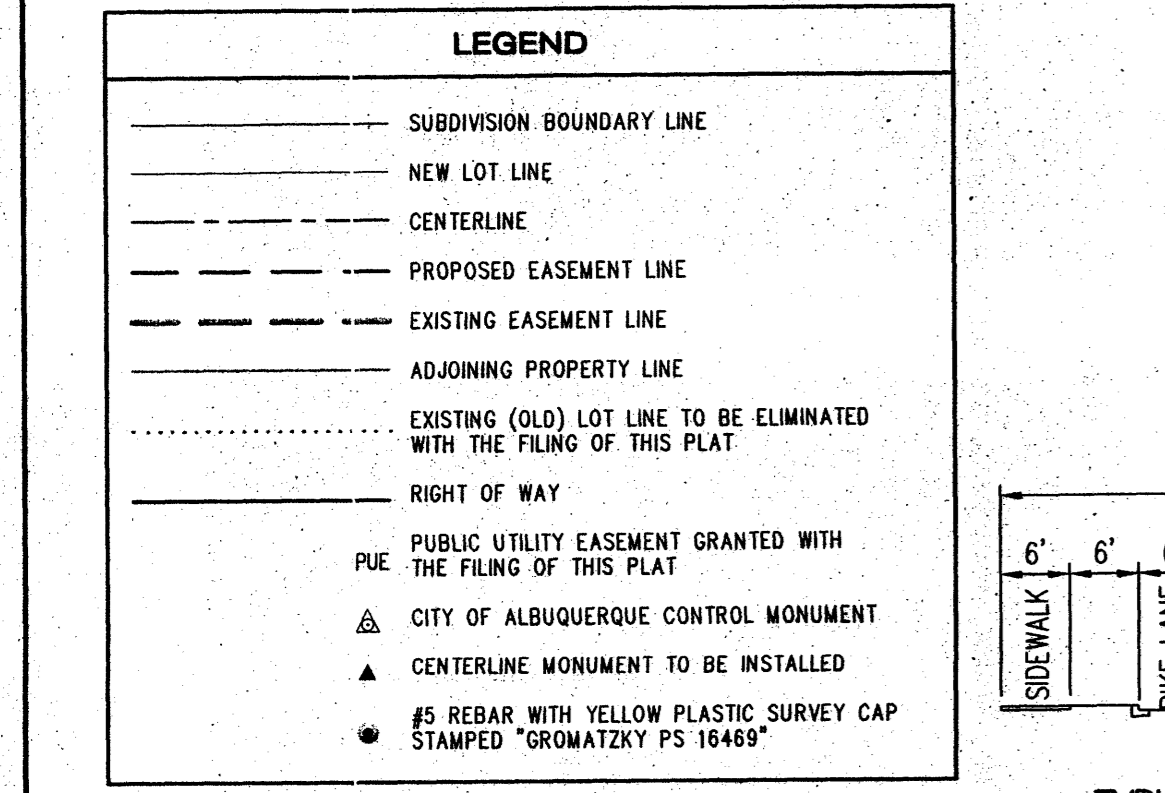 LEGEND
SUBDIVISION BOUNDARY LINE
NEW LOT LINE
CENTERLINE
PROPOSED EASEMENT LINE
EXISTING EASEMENT LINE
ADJOINING PROPERTY LINE
EXISTING (OLD) LOT LINE TO BE ELIMINATED
WITH THE FILING OF THIS PLAT
RIGHT OF WAY
PUE PUBLIC UTILITY EASEMENT GRANTED WITH
THE FILING OF THIS PLAT
CITY OF ALBUQUERQUE CONTROL MONUMENT
CENTERLINE MONUMENT TO BE INSTALLED
#5 REBAR WITH YELLOW PLASTIC SURVEY CAP
STAMPED "GROMATZKY PS 16469"
6' 6'
SIDEWALK
LANE